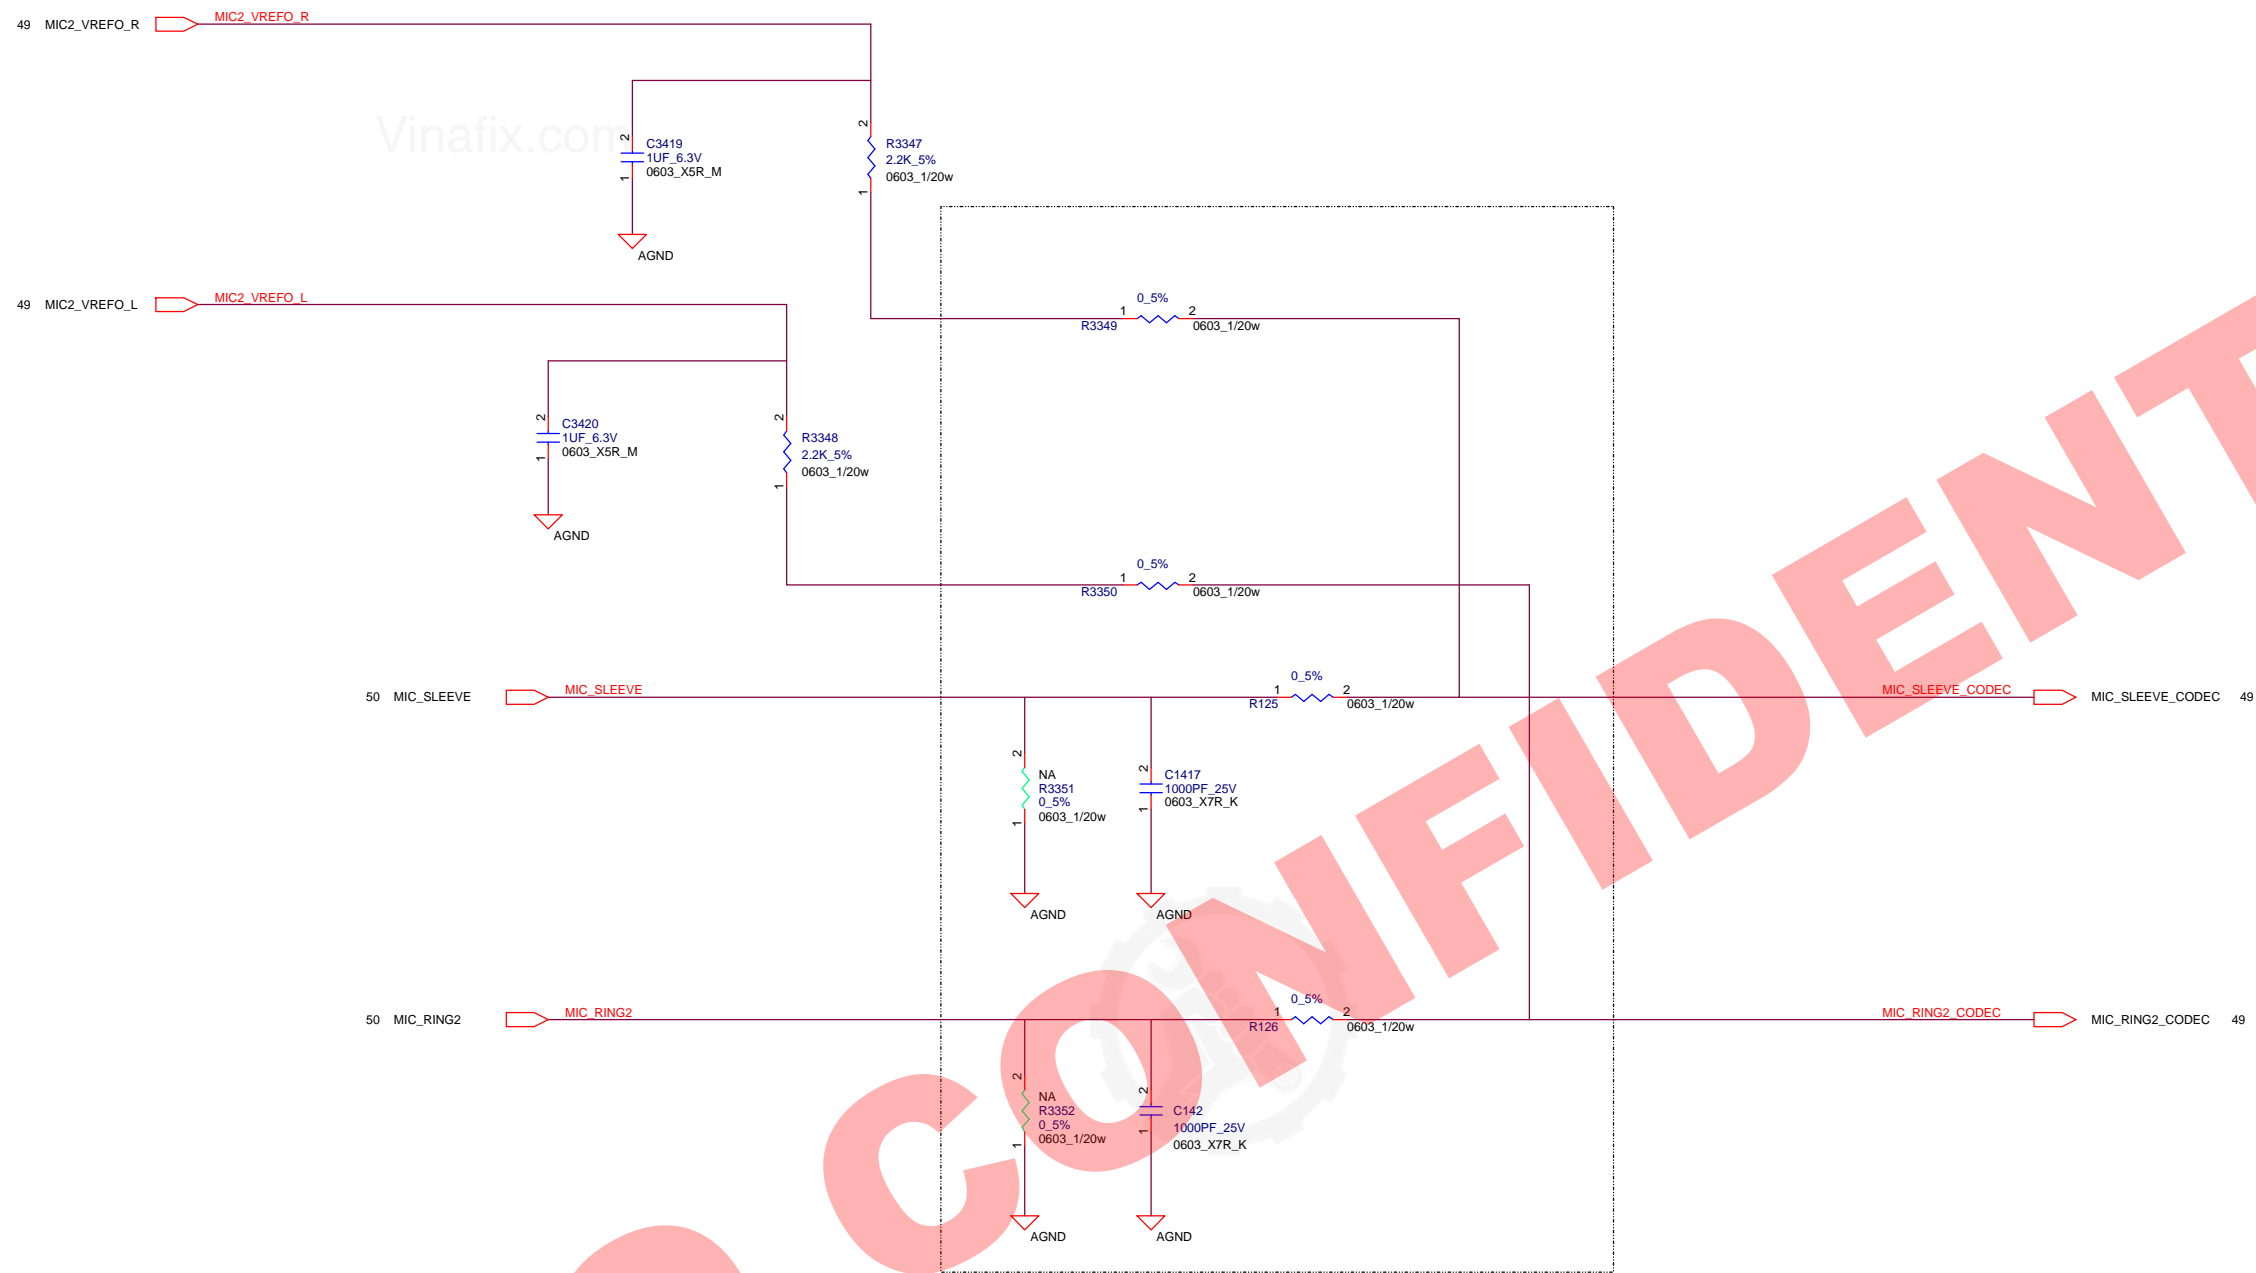 49 MIC2_VREFO_R MIC2_VREFO_R
Vinafix.com
2
C3419
1UF_6.3V
0603_X5R_M
1
AGND
2
R3347
2.2K_5%
0603_1/20w
1
49 MIC2_VREFO_L MIC2_VREFO_L
0_5%
1 2
R3349 0603_1/20w
2
C3420
1UF_6.3V
0603_X5R_M
1
AGND
2
R3348
2.2K_5%
0603_1/20w
1
0_5%
1 2
R3350 0603_1/20w
50 MIC_SLEEVE MIC_SLEEVE
0_5%
1 2
R125 0603_1/20w
MIC_SLEEVE_CODEC MIC_SLEEVE_CODEC 49
2
NA
R3351
0_5%
0603_1/20w
1
AGND
2
C1417
1000PF_25V
0603_X7R_K
1
AGND
50 MIC_RING2 MIC_RING2
0_5%
1 2
R126 0603_1/20w
MIC_RING2_CODEC MIC_RING2_CODEC 49
2
NA
R3352
0_5%
0603_1/20w
1
AGND
2
C142
1000PF_25V
0603_X7R_K
1
AGND
CONFIDENT